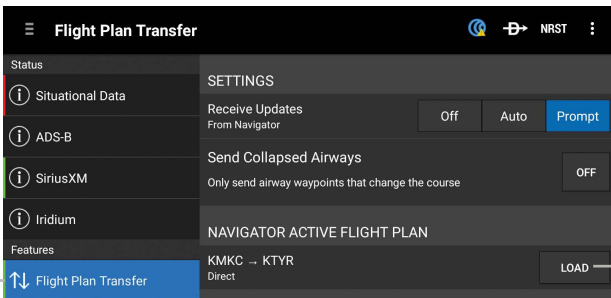 Flight Plan Transfer
NRST
Status
Situational Data
ADS-B
SiriusXM
Iridium
Features
Flight Plan Transfer
SETTINGS
Receive Updates
From Navigator
Off
Auto
Prompt
Send Collapsed Airways
Only send airway waypoints that change the course
OFF
NAVIGATOR ACTIVE FLIGHT PLAN
KMKC → KTYR
Direct
LOAD